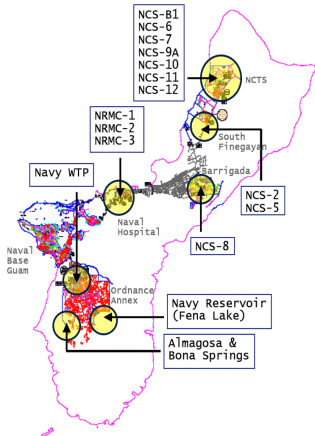 NCS-B1
NCS-6
NCS-7
NCS-9A
NCS-10
NCS-11
NCS-12
NCTS
NRMC-1
NRMC-2
NRMC-3
South
Finegayan
Navy WTP
Barrigada
NCS-2
NCS-5
Naval
Hospital
NCS-8
Naval
Base
Guam
Ordnance
Annex
Navy Reservoir
(Fena Lake)
Almagosa &
Bona Springs